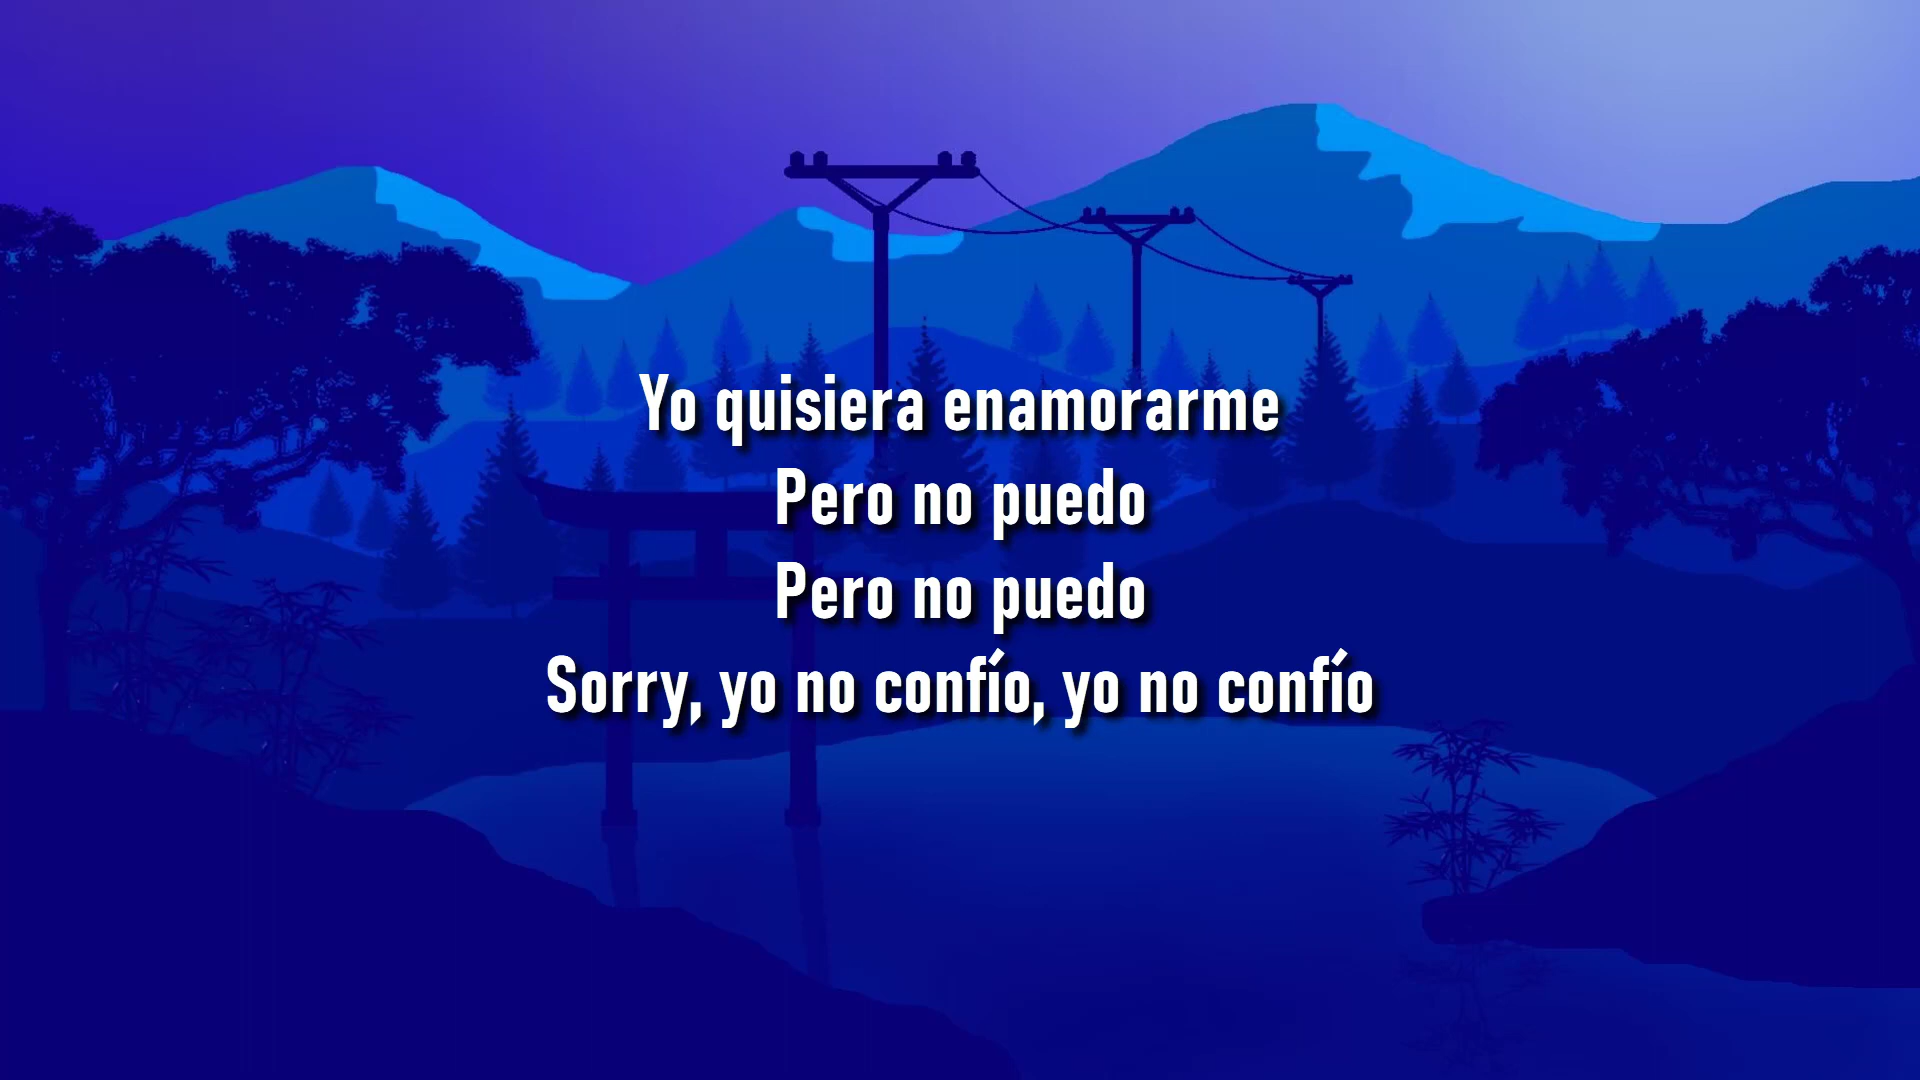 Yo quisiera enamorarme
Pero no puedo
Pero no puedo
Sorry, yo no confío, yo no confío